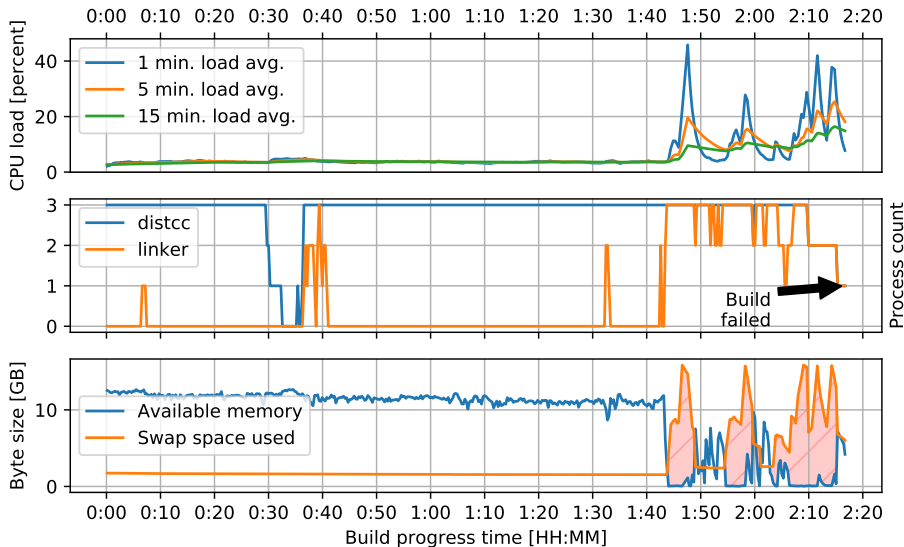 0:00 0:10 0:20 0:30 0:40 0:50 1:00 1:10 1:20 1:30 1:40 1:50 2:00 2:10 2:20
CPU load [percent]
40
20
0
1 min. load avg.
5 min. load avg.
15 min. load avg.
3
2
1
0
distcc
linker
Process count
Build
failed
Byte size [GB]
10
0
Available memory
Swap space used
0:00 0:10 0:20 0:30 0:40 0:50 1:00 1:10 1:20 1:30 1:40 1:50 2:00 2:10 2:20
Build progress time [HH:MM]